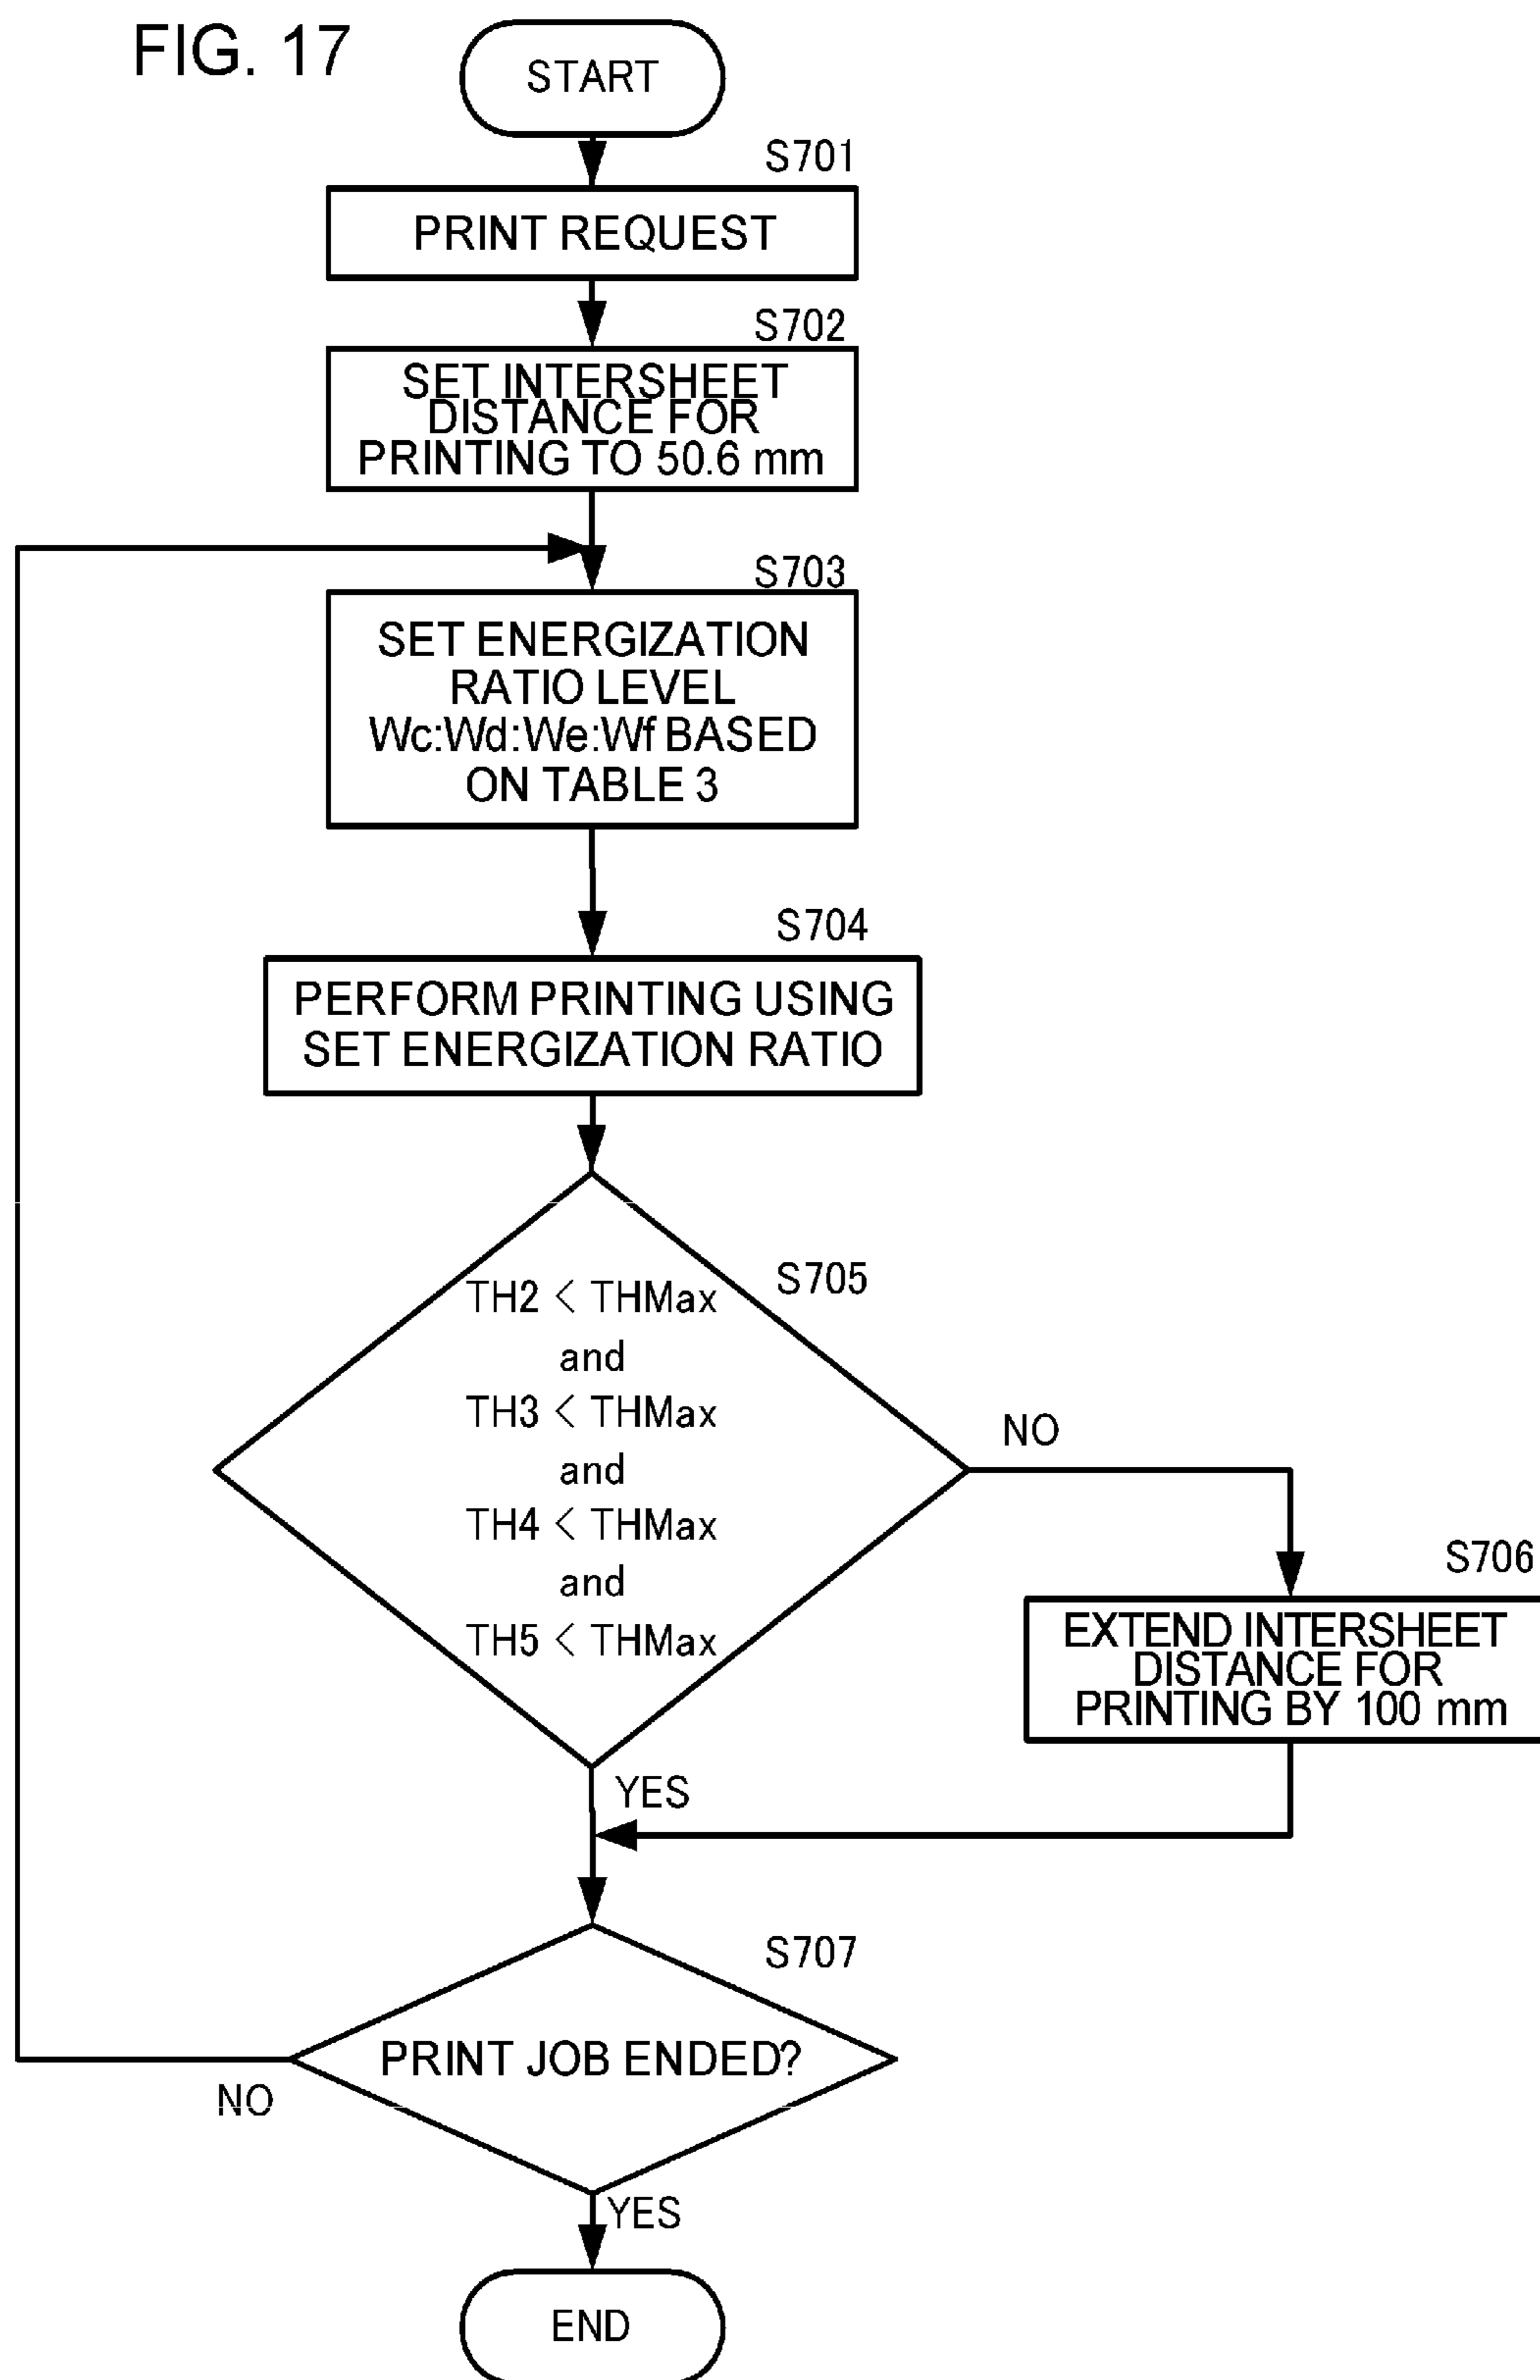 FIG. 17
START
S701
PRINT REQUEST
S702
SET INTERSHEET
DISTANCE FOR
PRINTING TO 50.6 mm
S703
SET ENERGIZATION
RATIO LEVEL
Wc:Wd:We:Wf BASED
ON TABLE 3
S704
PERFORM PRINTING USING
SET ENERGIZATION RATIO
S705
TH2 < THMax
and
TH3 < THMax
and
TH4 < THMax
and
TH5 < THMax
NO
S706
EXTEND INTERSHEET
DISTANCE FOR
PRINTING BY 100 mm
YES
S707
PRINT JOB ENDED?
NO
YES
END